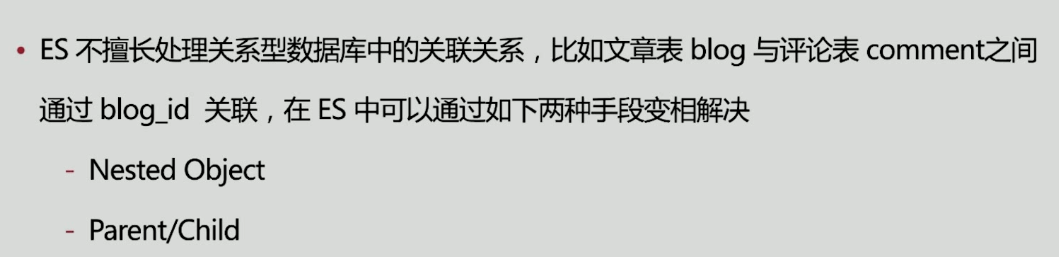 • ES 不擅长处理关系型数据库中的关联关系，比如文章表 blog 与评论表 comment之间
通过 blog_id 关联，在 ES 中可以通过如下两种手段变相解决
- Nested Object
- Parent/Child